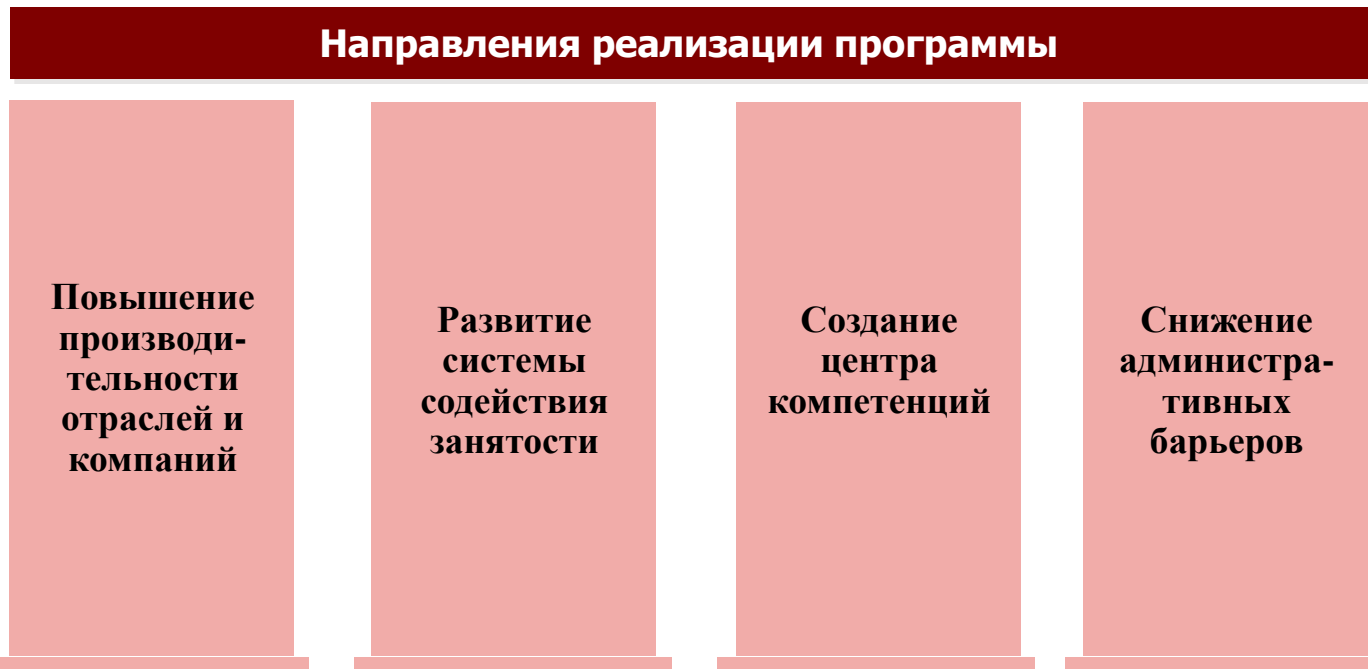 Направления реализации программы
Повышение
производи-
тельности
отраслей и
компаний
Развитие
системы
содействия
занятости
Создание
центра
компетенций
Снижение
администра-
тивных
барьеров